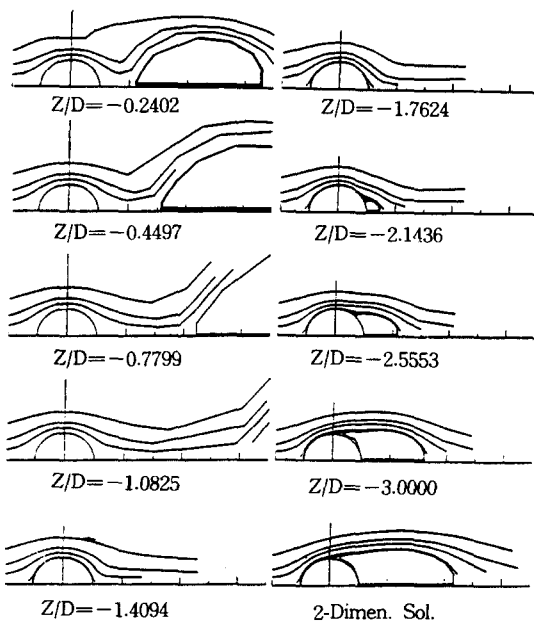 Z/D=−0.2402
Z/D=−1.7624
Z/D=−0.4497
Z/D=−2.1436
Z/D=−0.7799
Z/D=−2.5553
Z/D=−1.0825
Z/D=−3.0000
Z/D=−1.4094
2-Dimen. Sol.